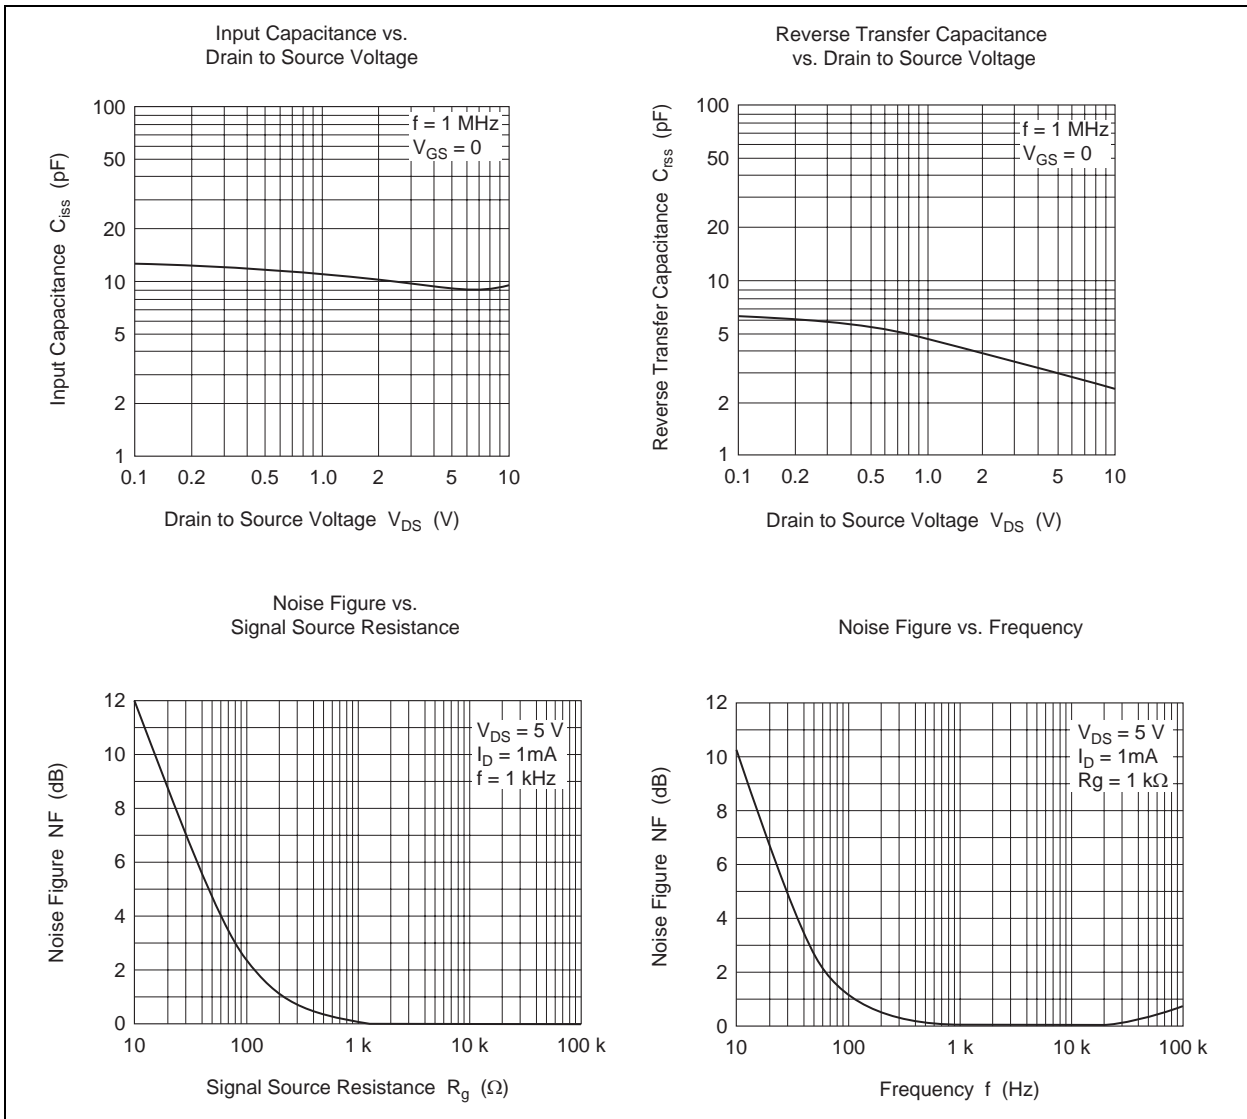 Input Capacitance vs.
Drain to Source Voltage
100
50
20
10
5
2
1
Input Capacitance C_iss (pF)
f = 1 MHz
V_GS = 0
0.1 0.2 0.5 1.0 2 5 10
Drain to Source Voltage V_DS (V)
Reverse Transfer Capacitance
vs. Drain to Source Voltage
100
50
20
10
5
2
1
Reverse Transfer Capacitance C_rss (pF)
f = 1 MHz
V_GS = 0
0.1 0.2 0.5 1.0 2 5 10
Drain to Source Voltage V_DS (V)
Noise Figure vs.
Signal Source Resistance
12
10
8
6
4
2
0
Noise Figure NF (dB)
V_DS = 5 V
I_D = 1mA
f = 1 kHz
10 100 1 k 10 k 100 k
Signal Source Resistance R_g (Ω)
Noise Figure vs. Frequency
12
10
8
6
4
2
0
Noise Figure NF (dB)
V_DS = 5 V
I_D = 1mA
Rg = 1 kΩ
10 100 1 k 10 k 100 k
Frequency f (Hz)